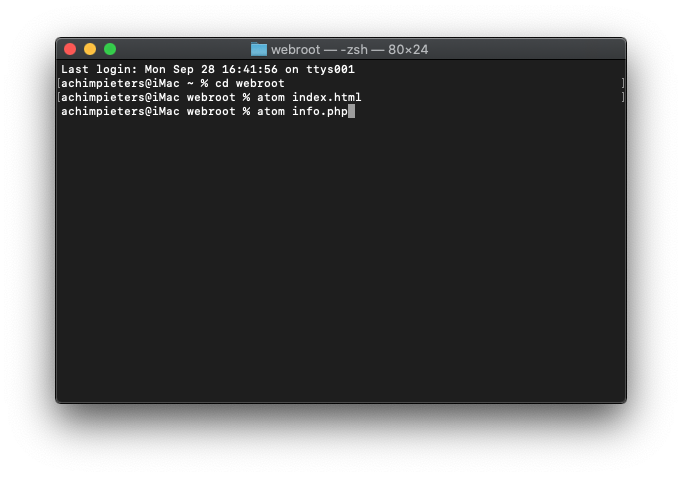 webroot — -zsh — 80×24
Last login: Mon Sep 28 16:41:56 on ttys001
[achimpieters@iMac ~ % cd webroot ]
[achimpieters@iMac webroot % atom index.html ]
achimpieters@iMac webroot % atom info.php